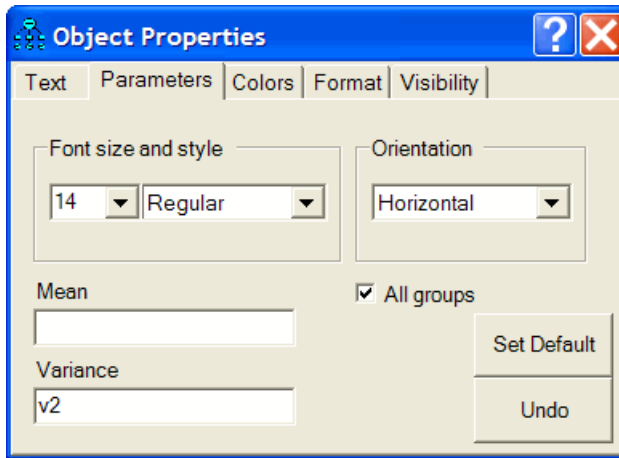 Object Properties
Text Parameters Colors Format Visibility
Font size and style
Orientation
14 Regular
Horizontal
Mean
All groups
Variance
v2
Set Default
Undo